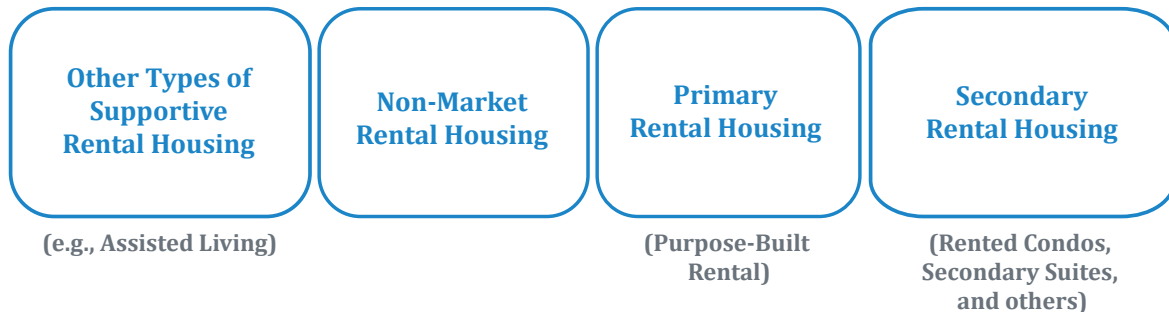 Other Types of
Supportive
Rental Housing
(e.g., Assisted Living)
Non-Market
Rental Housing
Primary
Rental Housing
(Purpose-Built
Rental)
Secondary
Rental Housing
(Rented Condos,
Secondary Suites,
and others)